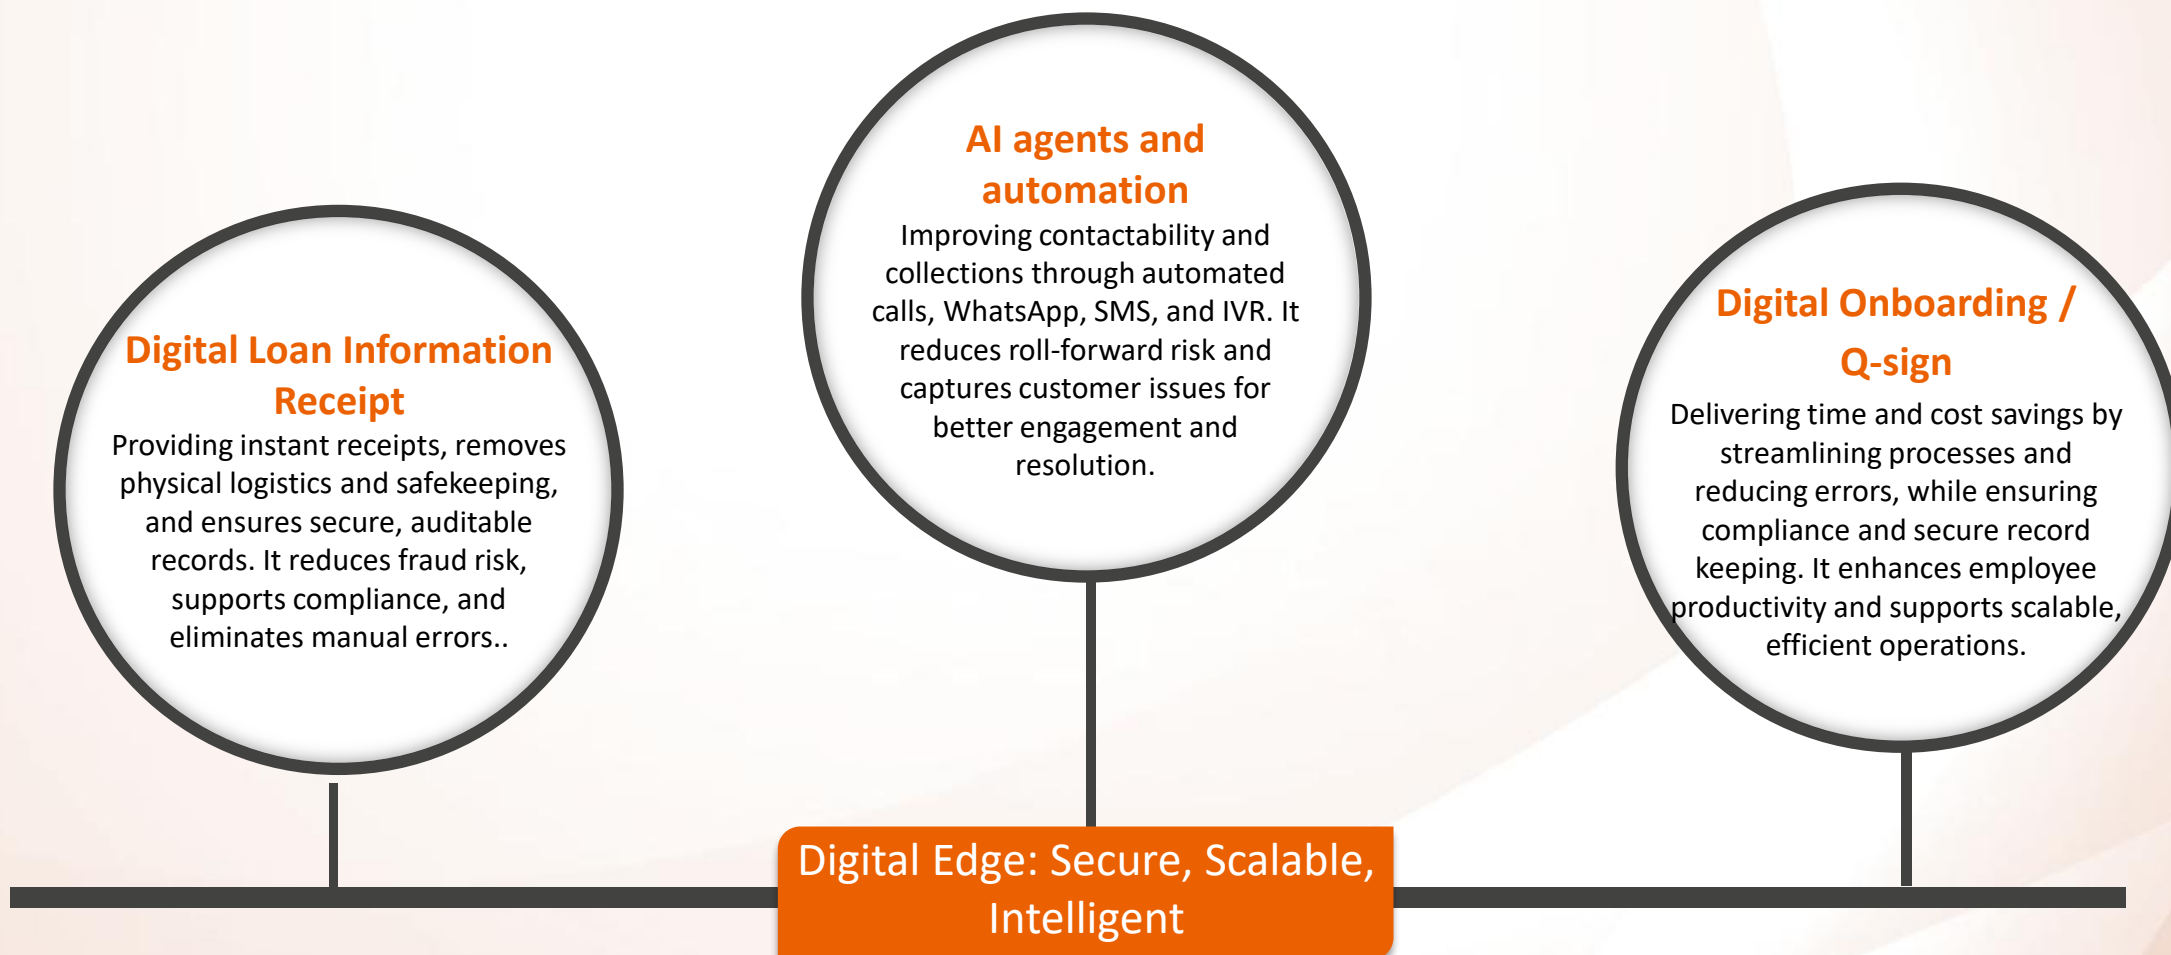 Digital Loan Information
Receipt
Providing instant receipts, removes
physical logistics and safekeeping,
and ensures secure, auditable
records. It reduces fraud risk,
supports compliance, and
eliminates manual errors..
AI agents and
automation
Improving contactability and
collections through automated
calls, WhatsApp, SMS, and IVR. It
reduces roll-forward risk and
captures customer issues for
better engagement and
resolution.
Digital Onboarding /
Q-sign
Delivering time and cost savings by
streamlining processes and
reducing errors, while ensuring
compliance and secure record
keeping. It enhances employee
productivity and supports scalable,
efficient operations.
Digital Edge: Secure, Scalable,
Intelligent